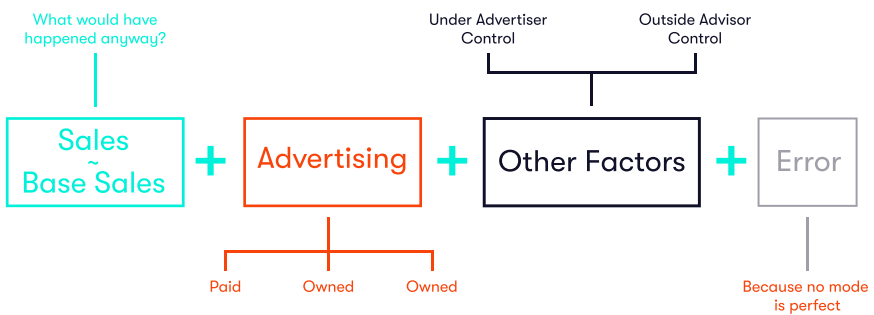 What would have
happened anyway?
Under Advertiser
Control
Outside Advisor
Control
Sales
~
Base Sales
+
Advertising
+
Other Factors
+
Error
Paid
Owned
Owned
Because no mode
is perfect